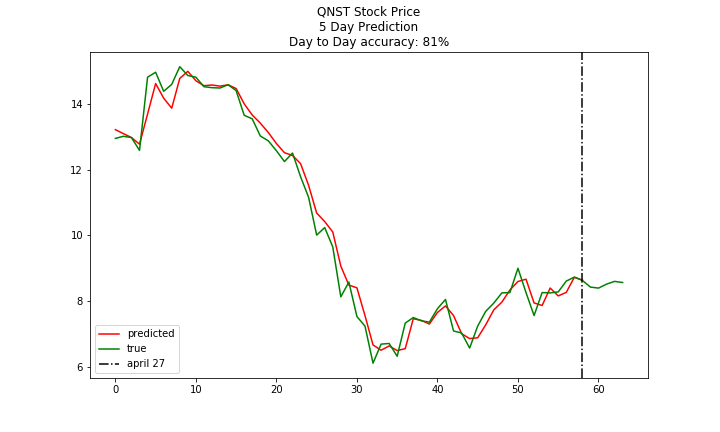 QNST Stock Price
5 Day Prediction
Day to Day accuracy: 81%
14
12
10
8
6
predicted
true
april 27
0 10 20 30 40 50 60